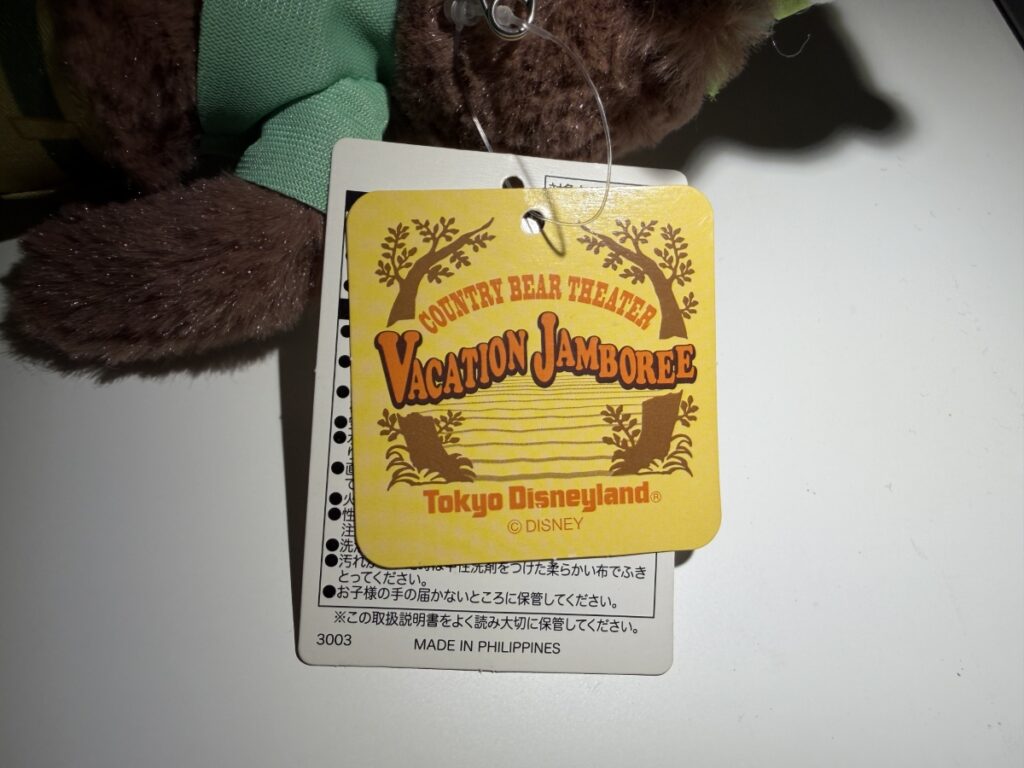 COUNTRY BEAR THEATER
VACATION JAMBOREE
Tokyo Disneyland®
© DISNEY
とってください。
●お子様の手の届かないところに保管してください。
※この取扱説明書をよく読み大切に保管してください。
3003
MADE IN PHILIPPINES